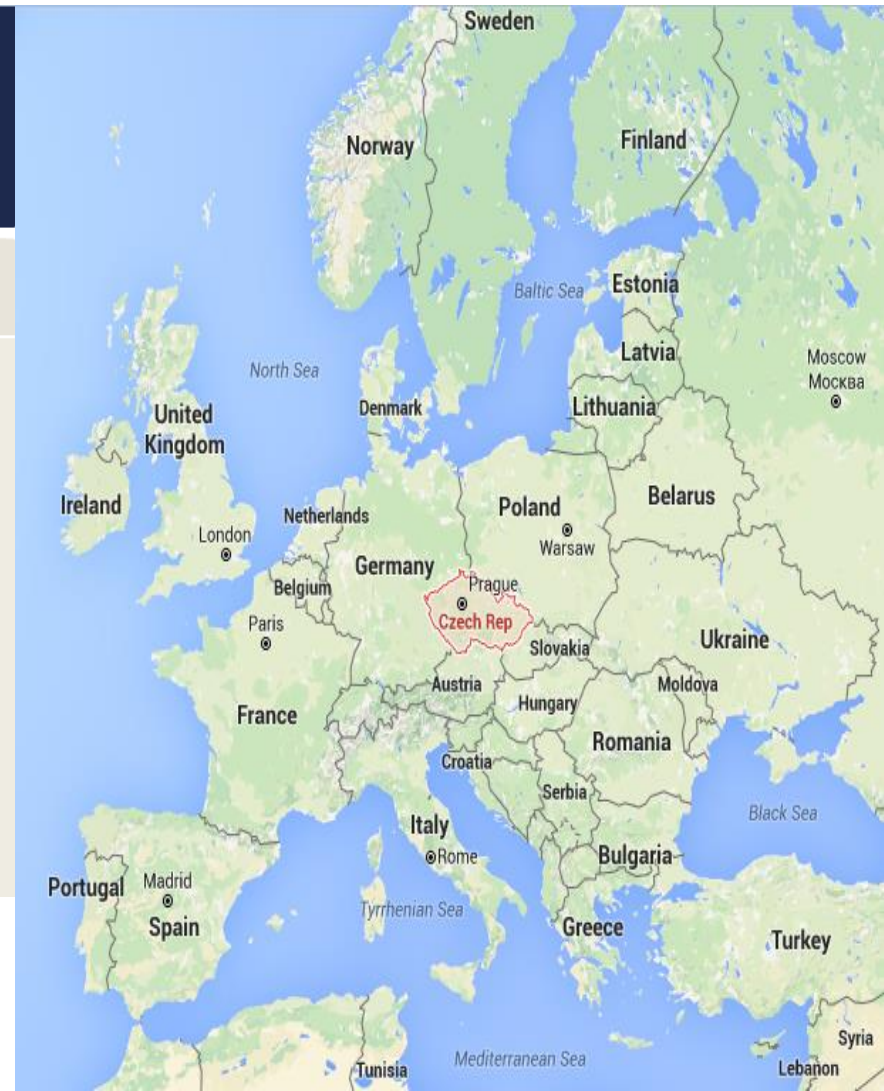 Sweden
Norway
Finland
Baltic Sea
Estonia
North Sea
Latvia
Moscow
Москва
Denmark
Lithuania
United
Kingdom
Ireland
Netherlands
Poland
Belarus
London
Warsaw
Germany
Belgium
Prague
Czech Rep
Paris
Slovakia
Ukraine
Austria
Moldova
Hungary
France
Romania
Croatia
Serbia
Black Sea
Italy
Rome
Bulgaria
Portugal
Madrid
Spain
Tyrrhenian Sea
Greece
Turkey
Syria
Tunisia
Mediterranean Sea
Lebanon